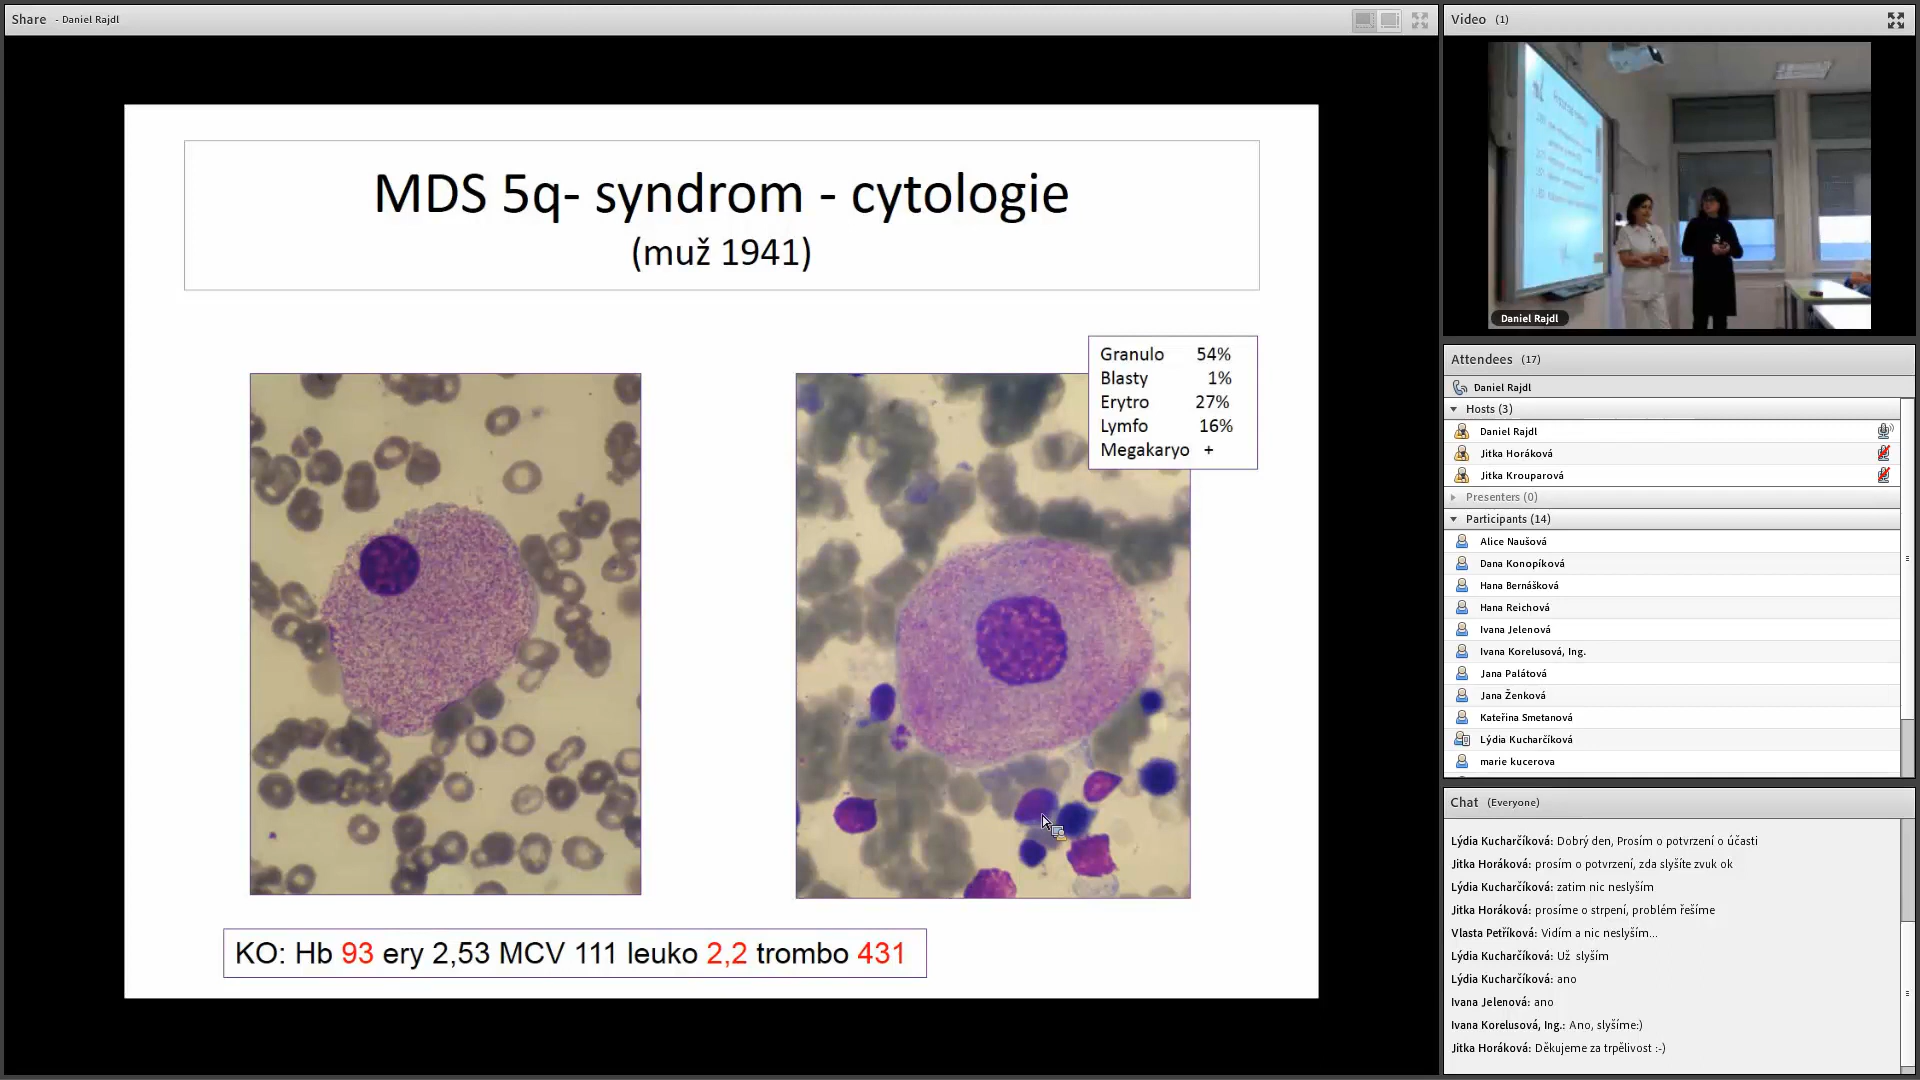 Share - Daniel Rajdl
MDS 5q- syndrom - cytologie
(muž 1941)
Granulo 54%
Blasty 1%
Erytro 27%
Lymfo 16%
Megakaryo +
KO: Hb 93 ery 2,53 MCV 111 leuko 2,2 trombo 431
Video (1)
Daniel Rajdl
Attendees (17)
Daniel Rajdl
Hosts (3)
Daniel Rajdl
Jitka Horáková
Jitka Krouparová
Presenters (0)
Participants (14)
Alice Naušová
Dana Konopíková
Hana Bernášková
Hana Reichová
Ivana Jelenová
Ivana Korelusová, Ing.
Jana Palátová
Jana Ženková
Kateřina Smetanová
Lýdia Kucharčíková
marie kucerova
Chat (Everyone)
Lýdia Kucharčíková: Dobrý den, Prosím o potvrzení o účasti
Jitka Horáková: prosím o potvrzení, zda slyšíte zvuk ok
Lýdia Kucharčíková: zatim nic neslyším
Jitka Horáková: prosíme o strpení, problém řešíme
Vlasta Petříková: Vidím a nic neslyším...
Lýdia Kucharčíková: Už slyším
Lýdia Kucharčíková: ano
Ivana Jelenová: ano
Ivana Korelusová, Ing.: Ano, slyšíme:)
Jitka Horáková: Děkujeme za trpělivost :-)